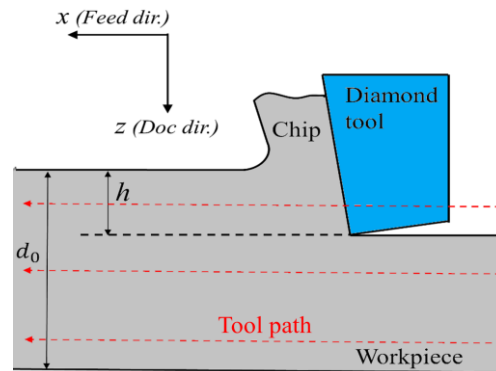 x (Feed dir.)
z (Doc dir.)
Diamond
tool
Chip
h
d₀
Tool path
Workpiece